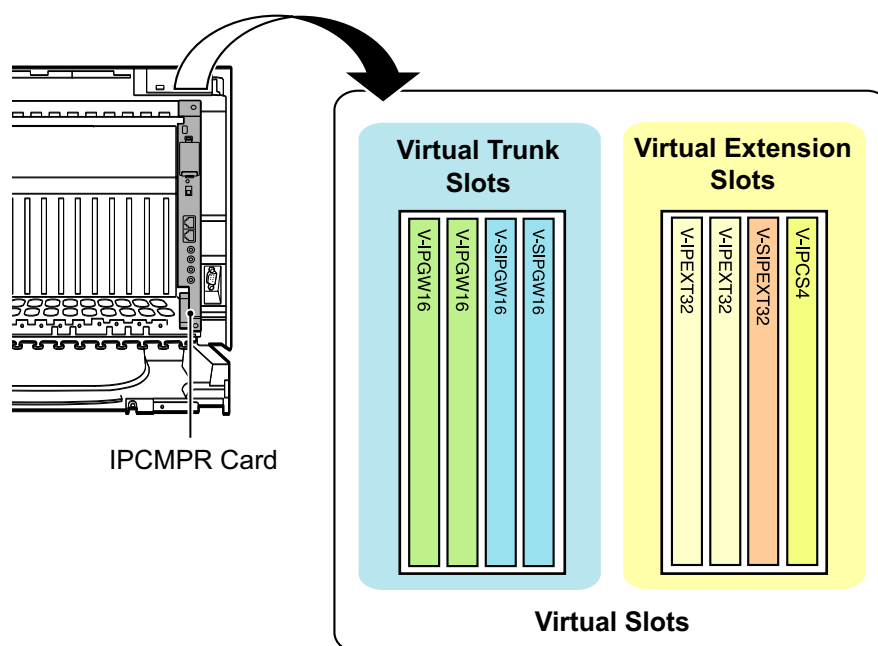 IPCMPR Card
Virtual Trunk
Slots
V-IPGW16
V-IPGW16
V-SIPGW16
V-SIPGW16
Virtual Extension
Slots
V-IPEXT32
V-IPEXT32
V-SIPEXT32
V-IPCS4
Virtual Slots